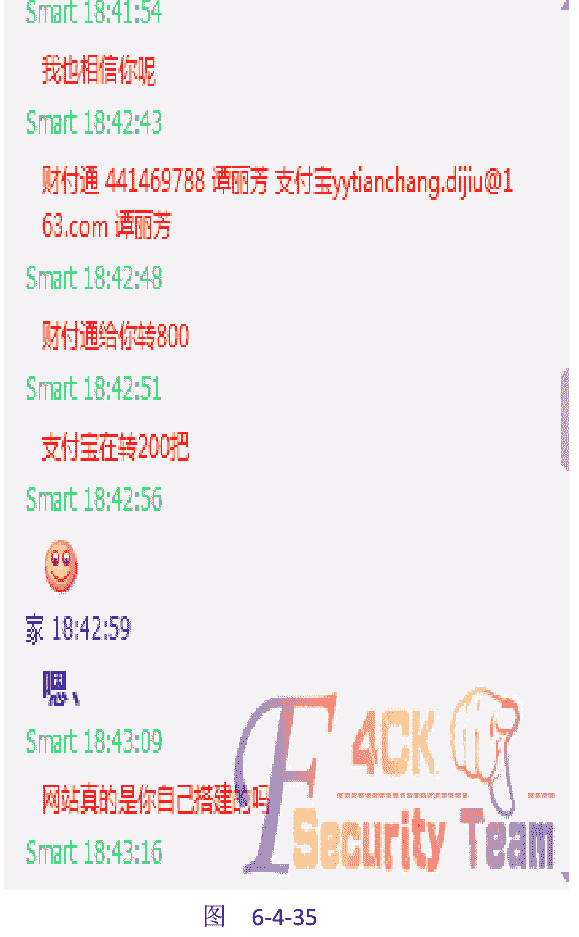 Smart 18:41:54
我也相信你呢
Smart 18:42:43
财付通 441469788 谭丽芳 支付宝yytianchang.dijiu@1
63.com 谭丽芳
Smart 18:42:48
财付通给你转800
Smart 18:42:51
支付宝在转200把
Smart 18:42:56
家 18:42:59
嗯、
Smart 18:43:09
网站真的是你自己搭建的吗
Smart 18:43:16
F4CK
Security Team
图 6-4-35